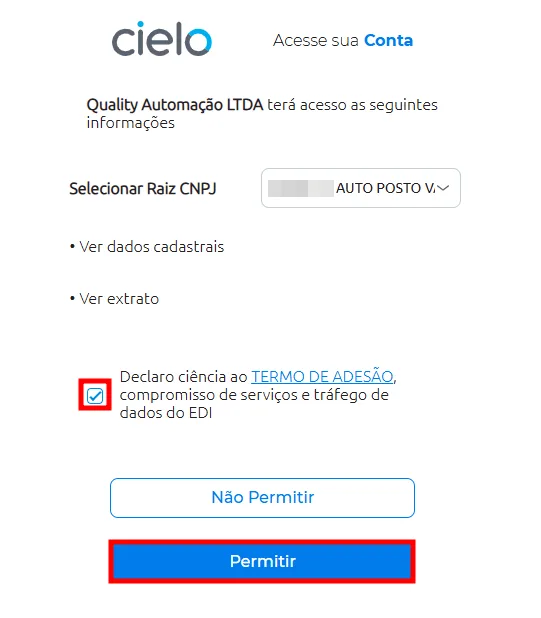 cielo
Acesse sua Conta
Quality Automação LTDA terá acesso as seguintes
informações
Selecionar Raiz CNPJ
AUTO POSTO
• Ver dados cadastrais
• Ver extrato
Declaro ciência ao TERMO DE ADESÃO,
compromisso de serviços e tráfego de
dados do EDI
Não Permitir
Permitir